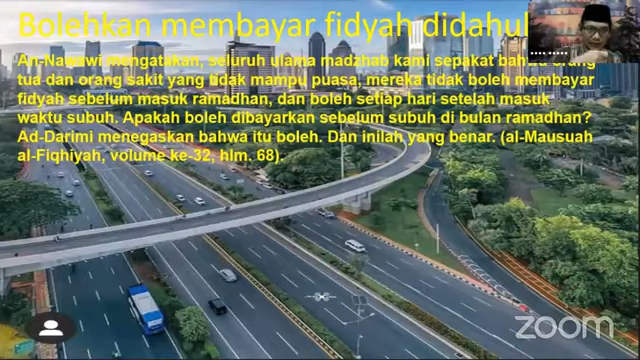 Bolehkan membayar fidyah didahul
An-Nawawi mengatakan, seluruh ulama madzhab kami sepakat bahwa orang
tua dan orang sakit yang tidak mampu puasa, mereka tidak boleh membayar
fidyah sebelum masuk ramadhan, dan boleh setiap hari setelah masuk
waktu subuh. Apakah boleh dibayarkan sebelum subuh di bulan ramadhan?
Ad-Darimi menegaskan bahwa itu boleh. Dan inilah yang benar. (al-Mausuah
al-Fiqhiyah, volume ke-32, hlm. 68).
zoom